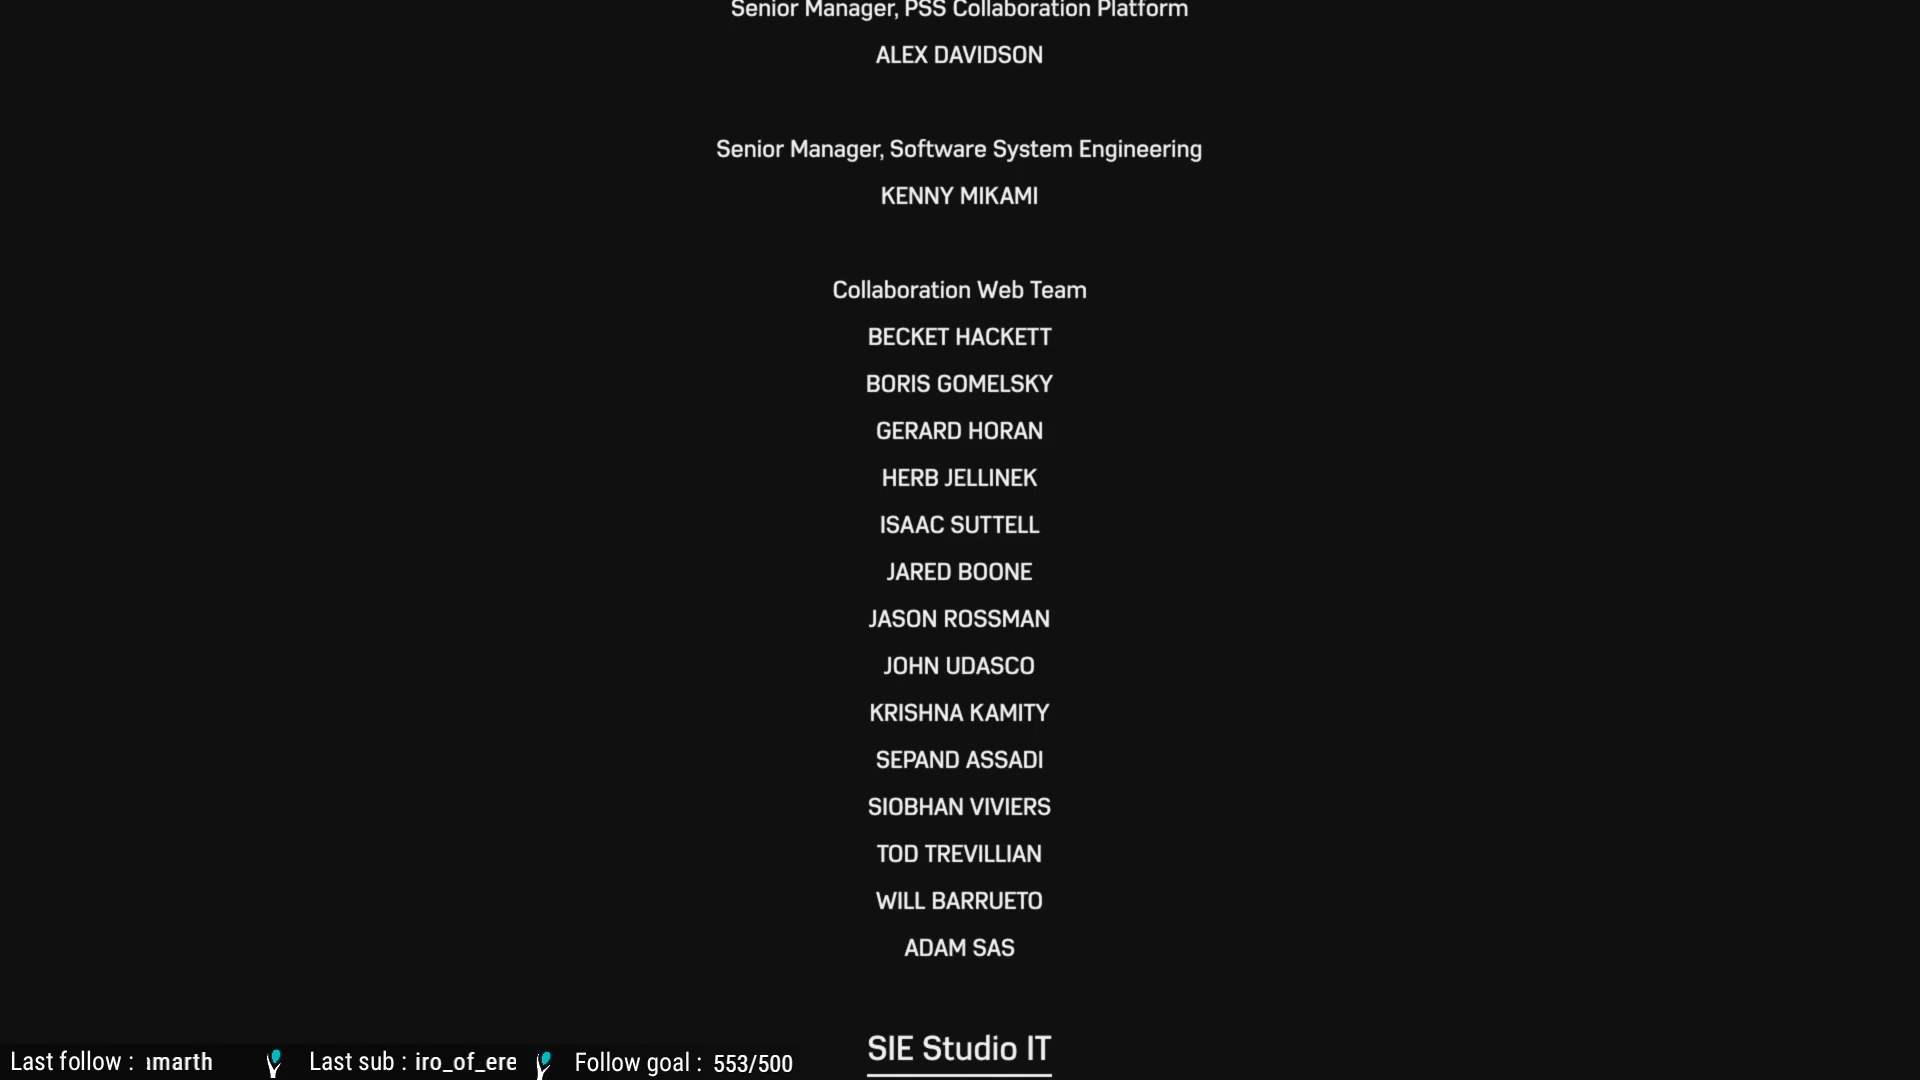 Senior Manager, PSS Collaboration Platform
ALEX DAVIDSON
Senior Manager, Software System Engineering
KENNY MIKAMI
Collaboration Web Team
BECKET HACKETT
BORIS GOMELSKY
GERARD HORAN
HERB JELLINEK
ISAAC SUTTELL
JARED BOONE
JASON ROSSMAN
JOHN UDASCO
KRISHNA KAMITY
SEPAND ASSADI
SIOBHAN VIVIERS
TOD TREVILLIAN
WILL BARRUETO
ADAM SAS
SIE Studio IT
Last follow : Last sub : iro_of_ere Follow goal : 553/500